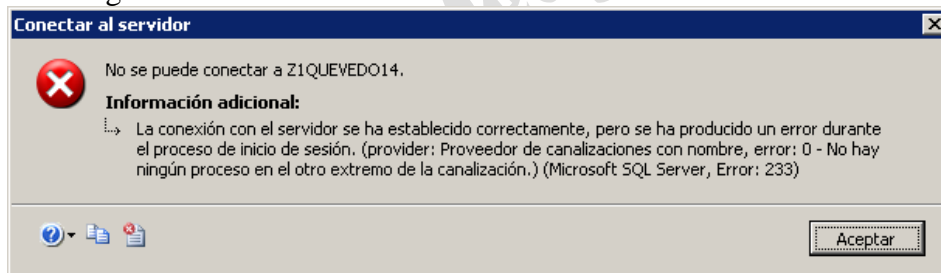 Conectar al servidor
No se puede conectar a Z1QUEVEDO14.
Información adicional:
La conexión con el servidor se ha establecido correctamente, pero se ha producido un error durante
el proceso de inicio de sesión. (provider: Proveedor de canalizaciones con nombre, error: 0 - No hay
ningún proceso en el otro extremo de la canalización.) (Microsoft SQL Server, Error: 233)
Aceptar